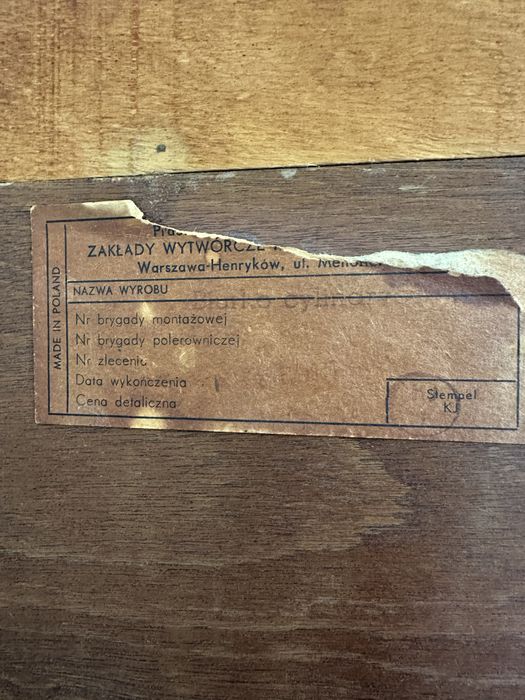 ZAKŁADY WYTWÓRCZE
Warszawa-Henryków, ul.
MADE IN POLAND
NAZWA WYROBU
Nr brygady montażowej
Nr brygady polerowniczej
Nr zlecenia
Data wykończenia
Cena detaliczna
Stempel
KJ